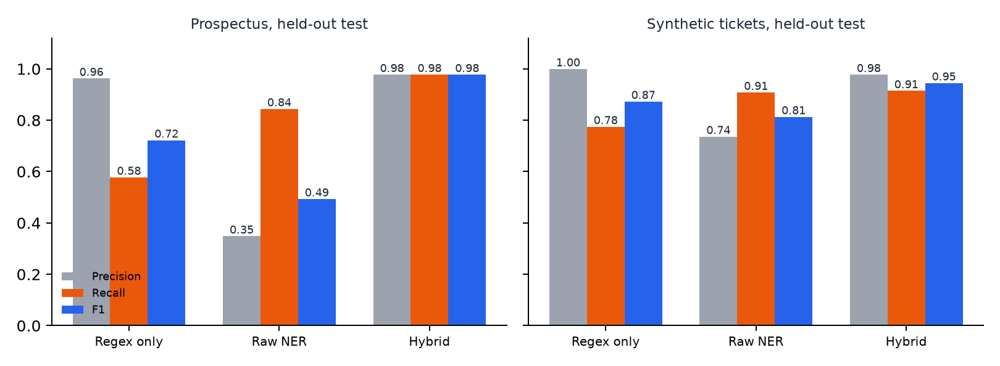 Prospectus, held-out test
1.0
0.8
0.6
0.4
0.2
0.0
0.96
0.58
0.72
0.35
0.84
0.49
0.98
0.98
0.98
Precision
Recall
F1
Regex only
Raw NER
Hybrid
Synthetic tickets, held-out test
1.00
0.78
0.87
0.74
0.91
0.81
0.98
0.91
0.95
Regex only
Raw NER
Hybrid